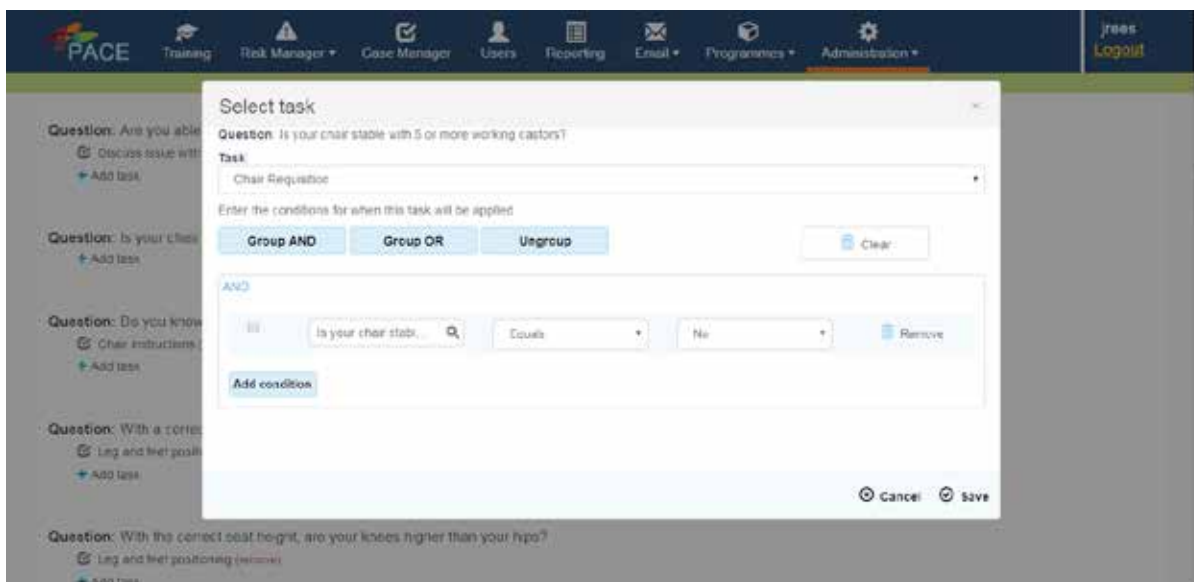 PACE
Training
Risk Manager
Case Manager
Users
Reporting
Email
Programmes
Administration
jrees
Logout
Select task
Question: Is your chair stable with 5 or more working castors?
Task
Chair Requisition
Enter the conditions for when this task will be applied
Group AND
Group OR
Ungroup
Clear
AND
Is your chair stabl...
Equals
No
Remove
Add condition
Cancel
Save
Question: Are you able
Discuss issue with
+ Add task
Question: Is your chair
+ Add task
Question: Do you know
Chair instructions
+ Add task
Question: With a correc
Leg and feet positi
+ Add task
Question: With the correct seat height, are your knees higher than your hips?
Leg and feet positioning (remove)
+ Add task